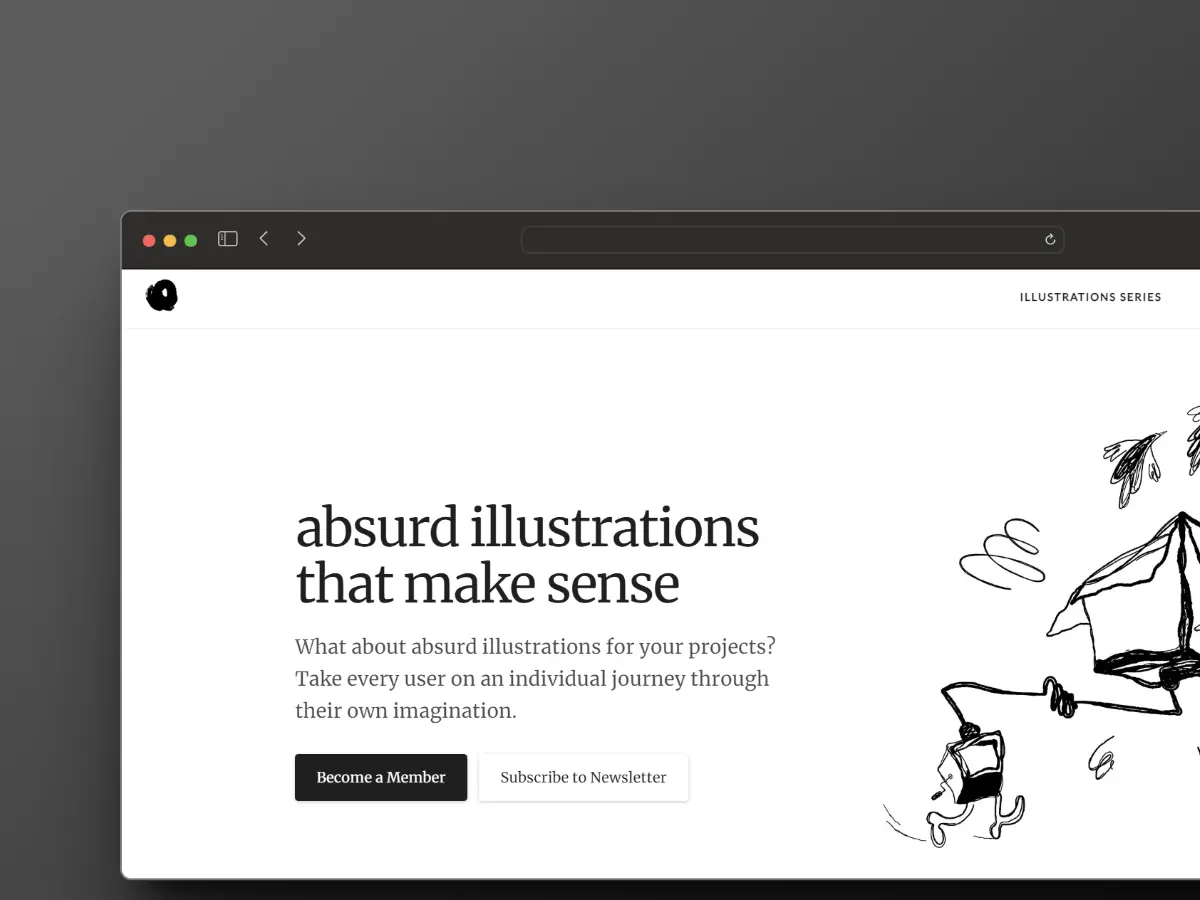 ILLUSTRATIONS SERIES
absurd illustrations
that make sense
What about absurd illustrations for your projects?
Take every user on an individual journey through
their own imagination.
Become a Member
Subscribe to Newsletter